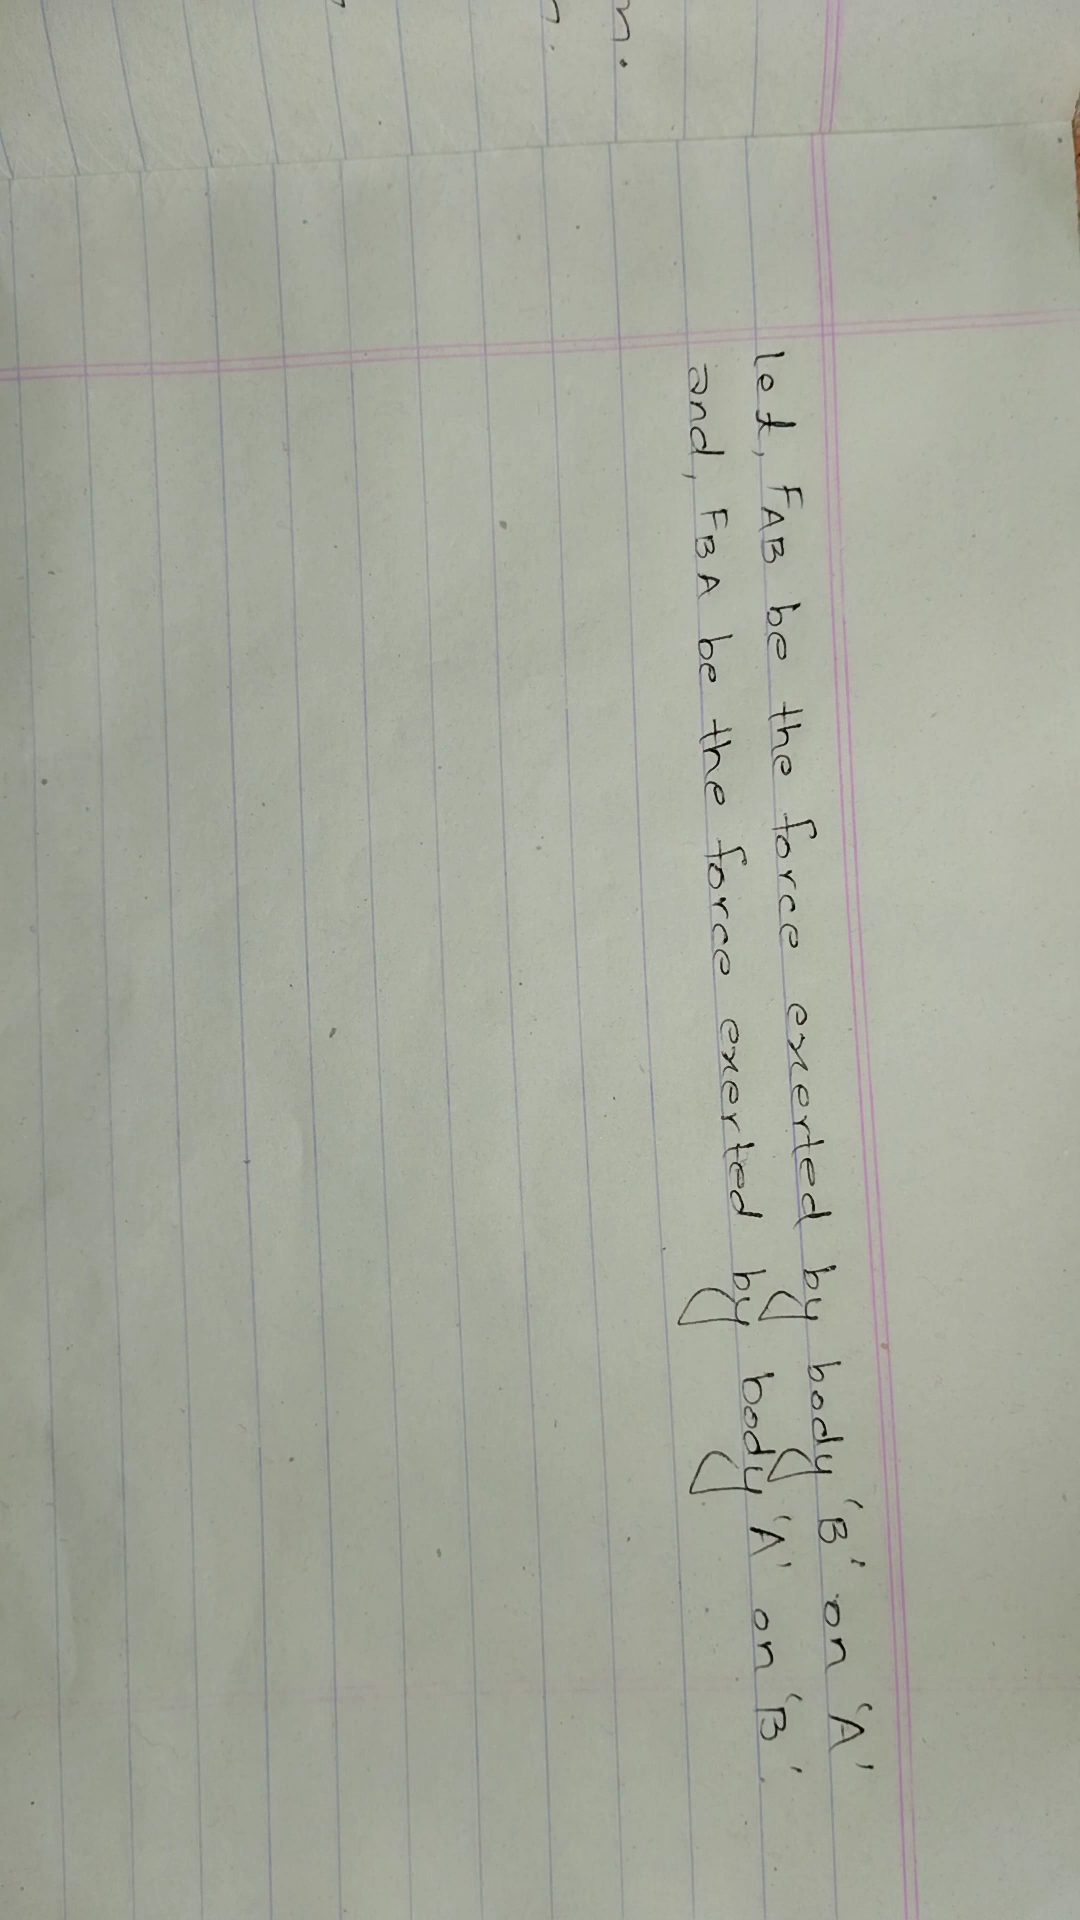 let, FAB be the force exerted by body 'B' on 'A'
and, FBA be the force exerted by body 'A' on 'B'.